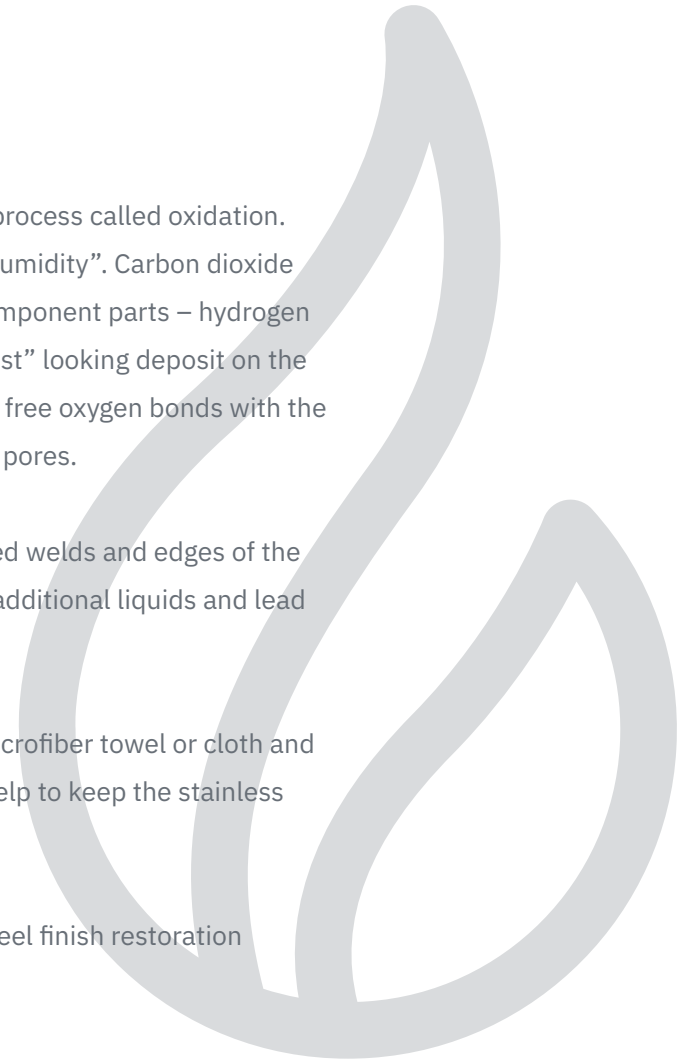 process called oxidation.
umidity”. Carbon dioxide
mponent parts – hydrogen
st” looking deposit on the
free oxygen bonds with the
pores.
ed welds and edges of the
additional liquids and lead
crofiber towel or cloth and
elp to keep the stainless
eel finish restoration